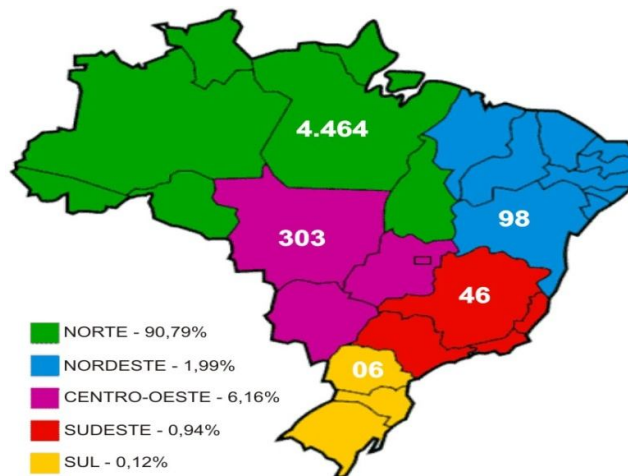 4.464
303
98
46
06
NORTE - 90,79%
NORDESTE - 1,99%
CENTRO-OESTE - 6,16%
SUDESTE - 0,94%
SUL - 0,12%